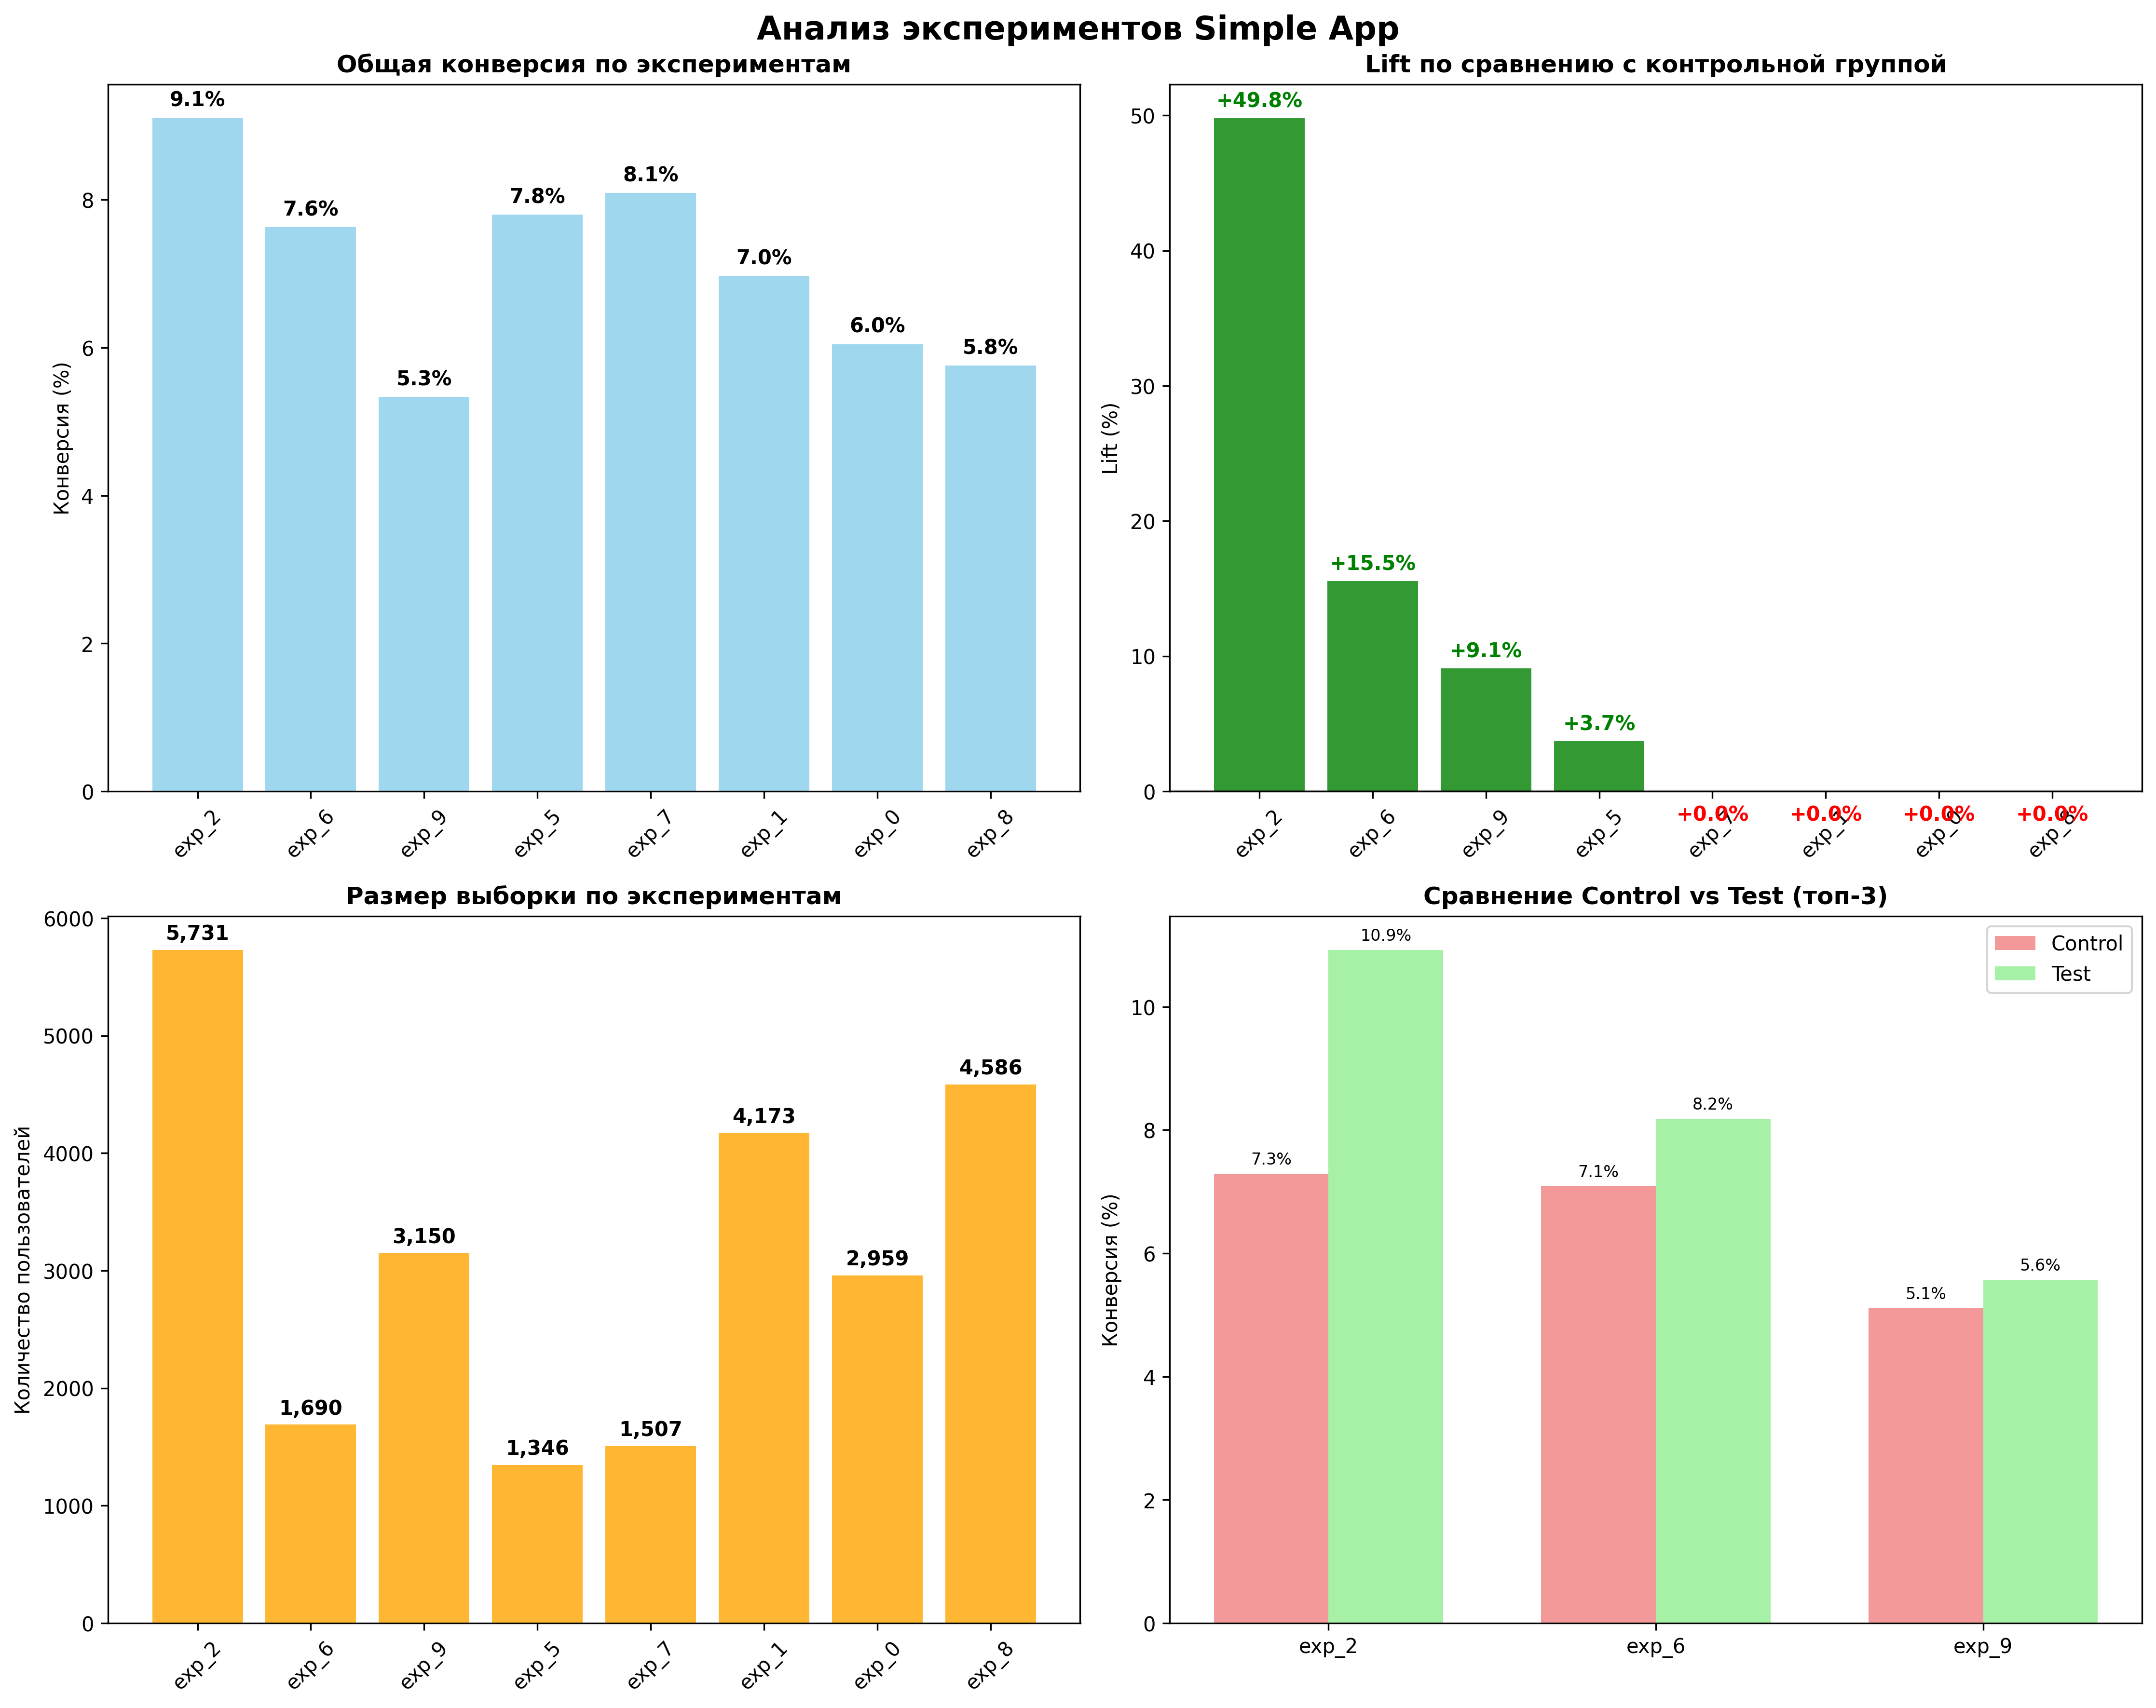 Анализ экспериментов Simple App
Общая конверсия по экспериментам
Конверсия (%)
8
6
4
2
0
9.1%
7.6%
5.3%
7.8%
8.1%
7.0%
6.0%
5.8%
exp_2
exp_6
exp_9
exp_5
exp_7
exp_1
exp_0
exp_8
Lift по сравнению с контрольной группой
Lift (%)
50
40
30
20
10
0
+49.8%
+15.5%
+9.1%
+3.7%
+0.0%
+0.0%
+0.0%
+0.0%
exp_2
exp_6
exp_9
exp_5
exp_7
exp_1
exp_0
exp_8
Размер выборки по экспериментам
Количество пользователей
6000
5000
4000
3000
2000
1000
0
5,731
1,690
3,150
1,346
1,507
4,173
2,959
4,586
exp_2
exp_6
exp_9
exp_5
exp_7
exp_1
exp_0
exp_8
Сравнение Control vs Test (топ-3)
Control
Test
Конверсия (%)
10
8
6
4
2
0
7.3%
10.9%
7.1%
8.2%
5.1%
5.6%
exp_2
exp_6
exp_9